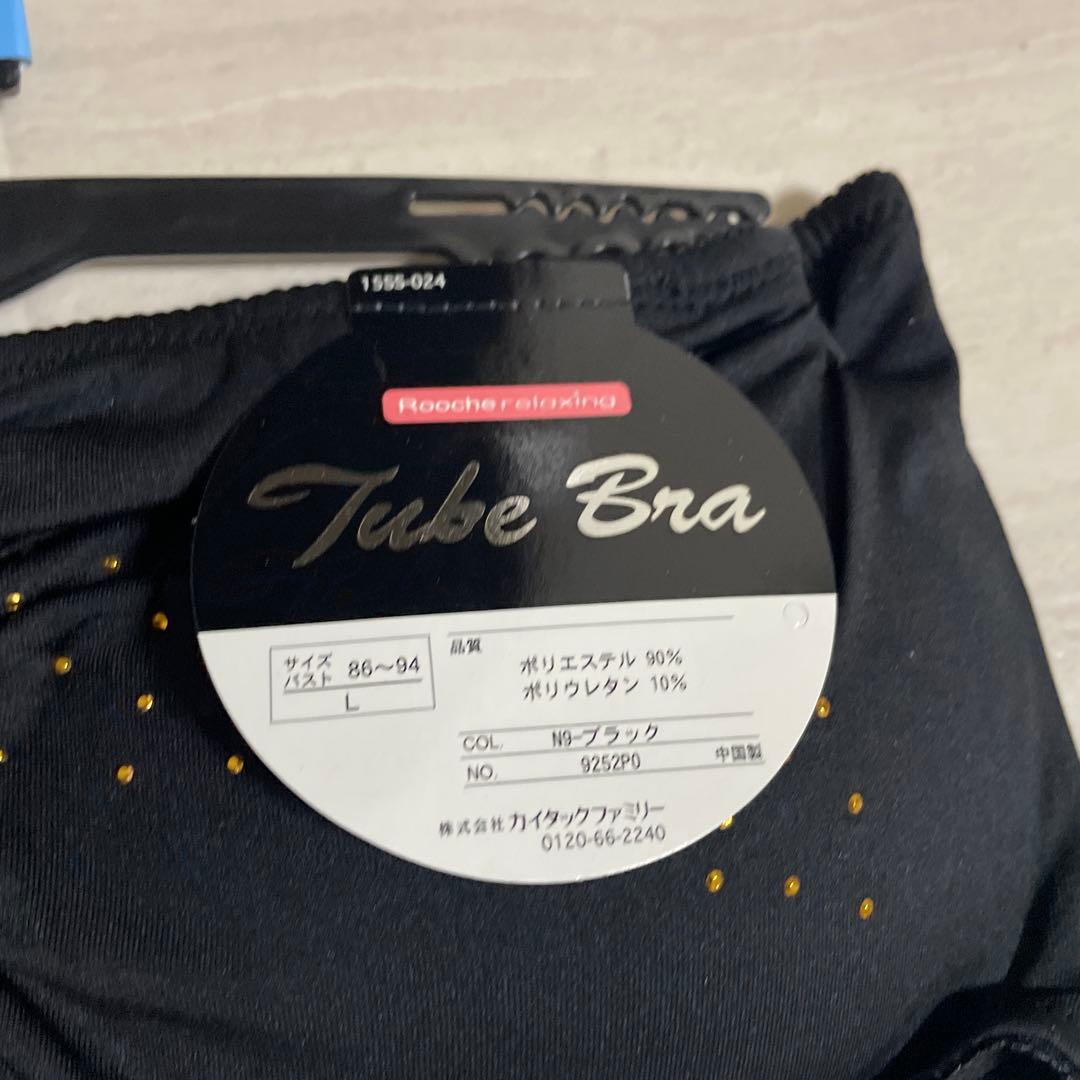 1555-024
Rooche relaxing
Tube Bra
サイズ
バスト 86〜94
L
品質
ポリエステル 90%
ポリウレタン 10%
COL. N9-ブラック
NO. 9252P0 中国製
株式会社 カイタックファミリー
0120-66-2240